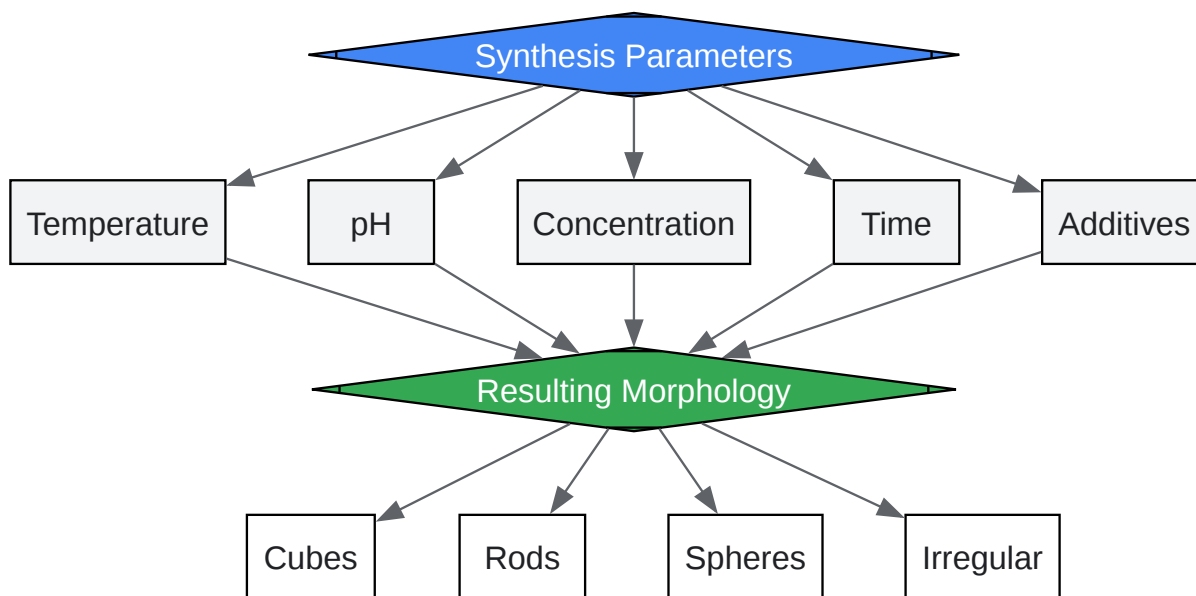 Synthesis Parameters
Temperature
pH
Concentration
Time
Additives
Resulting Morphology
Cubes
Rods
Spheres
Irregular